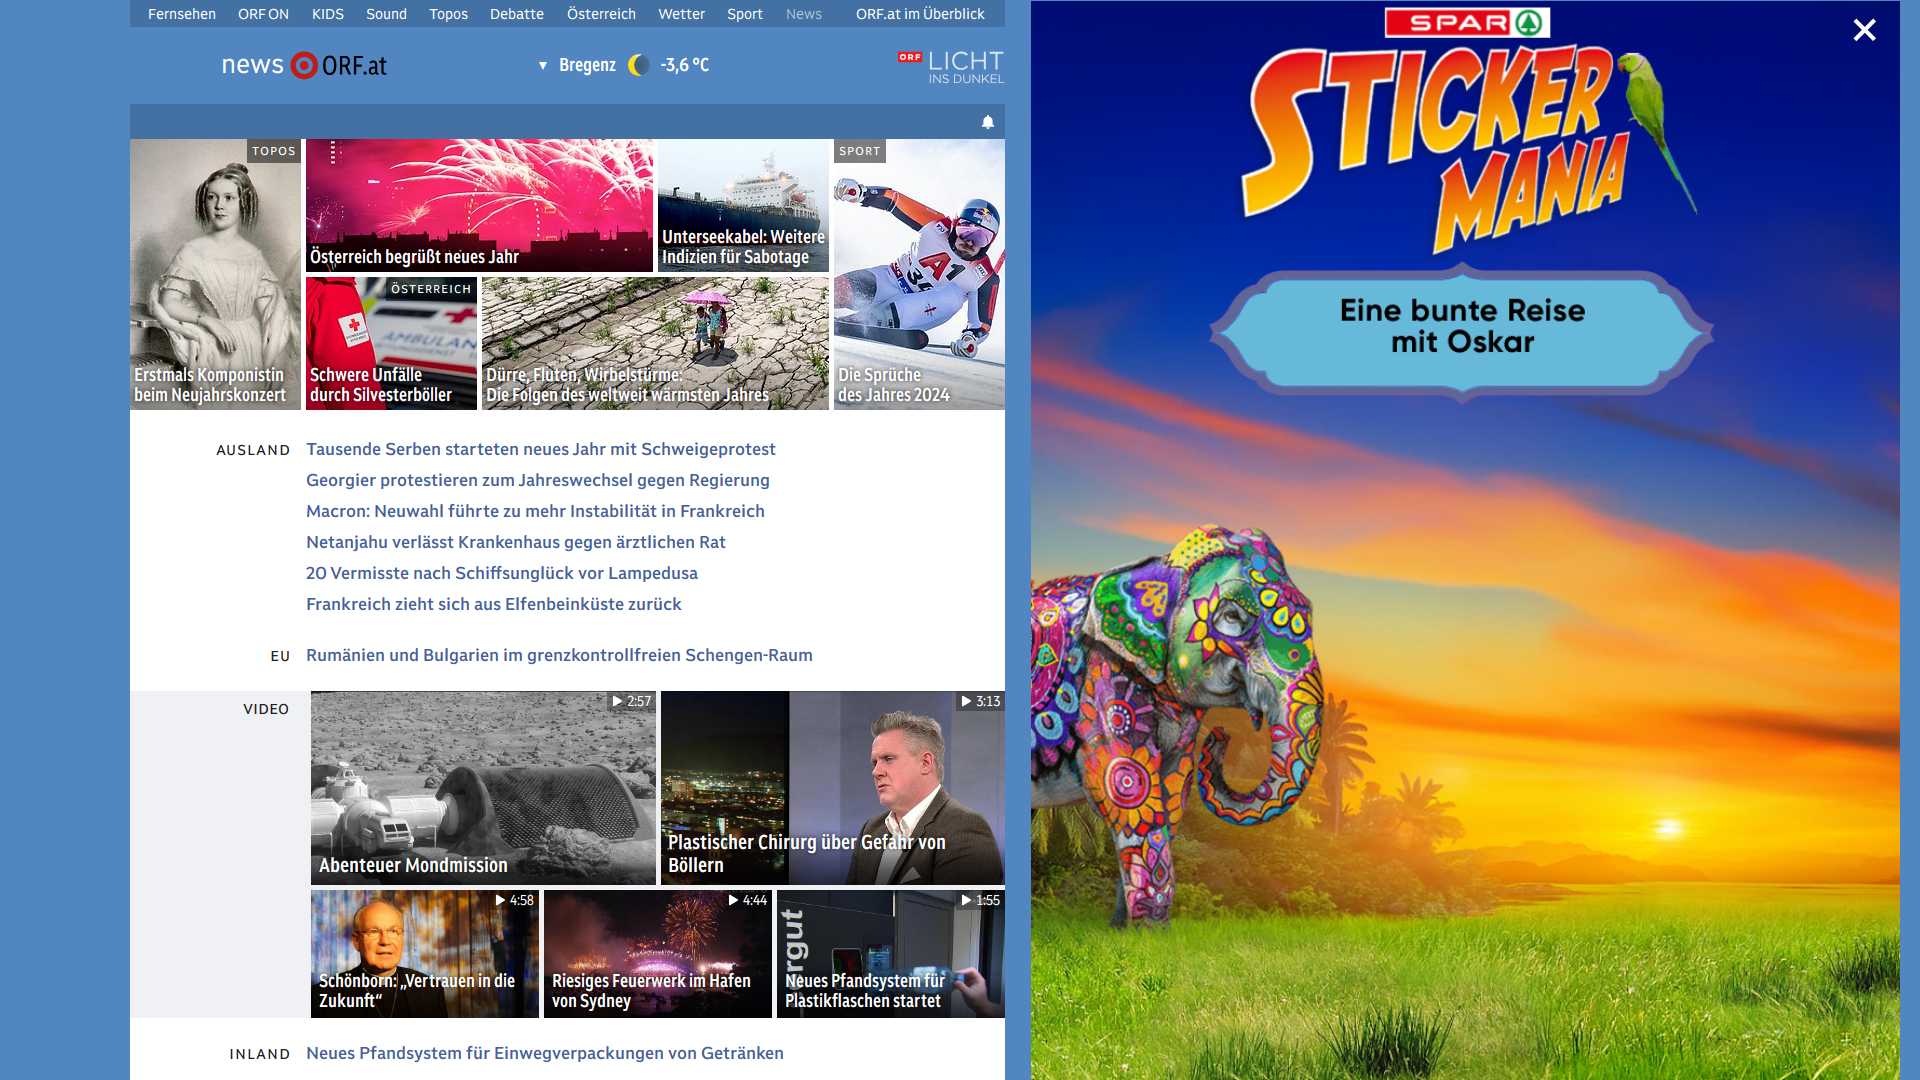 Fernsehen ORF ON KIDS Sound Topos Debatte Österreich Wetter Sport News ORF.at im Überblick
news ORF.at
▼ Bregenz -3,6 °C
ORF LICHT
INS DUNKEL
TOPOS
Erstmals Komponistin
beim Neujahrskonzert
Österreich begrüßt neues Jahr
Unterseekabel: Weitere
Indizien für Sabotage
SPORT
A1
Die Sprüche
des Jahres 2024
ÖSTERREICH
AMBULAN
Schwere Unfälle
durch Silvesterböller
Dürre, Fluten, Wirbelstürme:
Die Folgen des weltweit wärmsten Jahres
AUSLAND
Tausende Serben starteten neues Jahr mit Schweigeprotest
Georgier protestieren zum Jahreswechsel gegen Regierung
Macron: Neuwahl führte zu mehr Instabilität in Frankreich
Netanjahu verlässt Krankenhaus gegen ärztlichen Rat
20 Vermisste nach Schiffsunglück vor Lampedusa
Frankreich zieht sich aus Elfenbeinküste zurück
EU
Rumänien und Bulgarien im grenzkontrollfreien Schengen-Raum
VIDEO
2:57
Abenteuer Mondmission
3:13
Plastischer Chirurg über Gefahr von
Böllern
4:58
Schönborn: „Vertrauen in die
Zukunft“
4:44
Riesiges Feuerwerk im Hafen
von Sydney
1:55
ergut
Neues Pfandsystem für
Plastikflaschen startet
INLAND
Neues Pfandsystem für Einwegverpackungen von Getränken
SPAR
STICKER
MANIA
Eine bunte Reise
mit Oskar